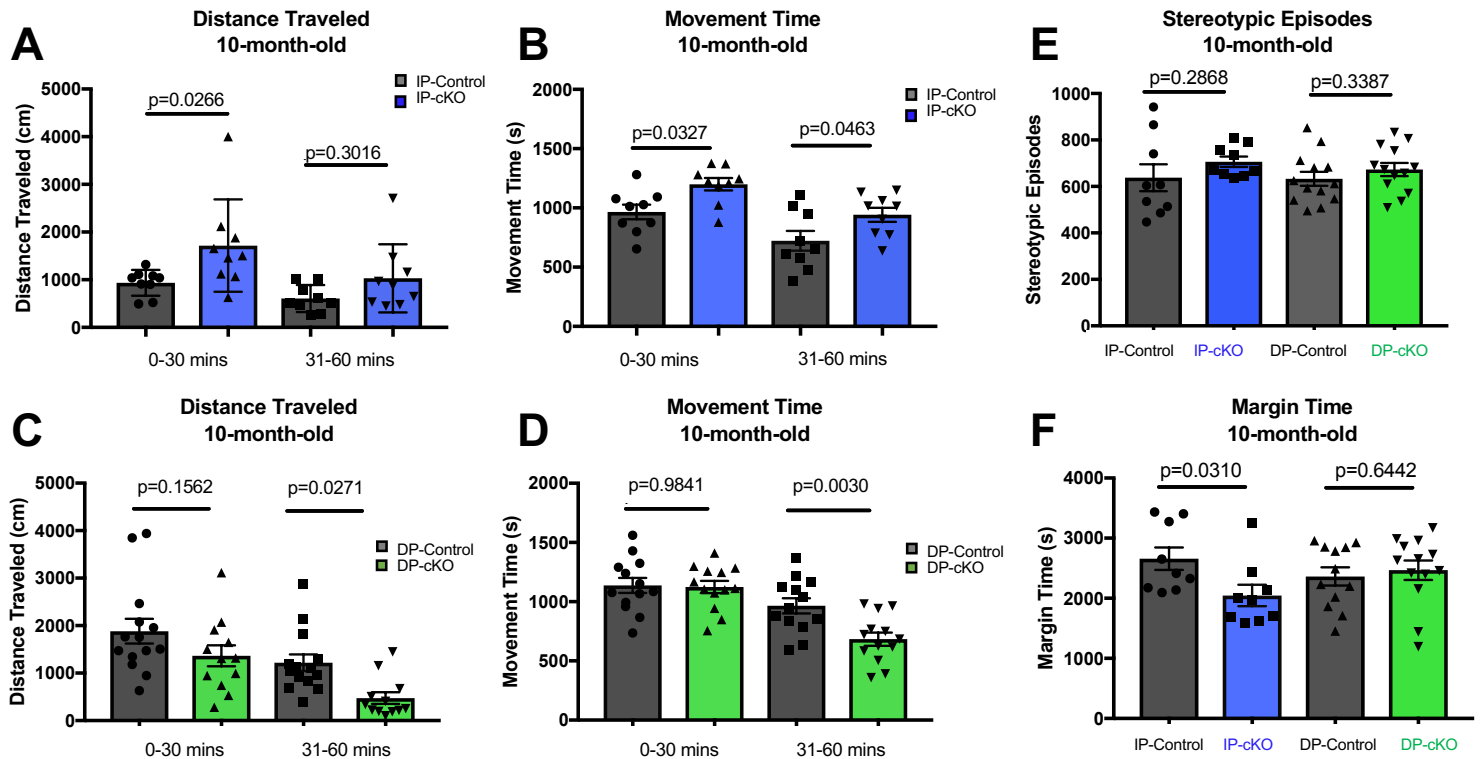 A
Distance Traveled
10-month-old
Distance Traveled (cm)
5000
4000
3000
2000
1000
0
p=0.0266
p=0.3016
IP-Control
IP-cKO
0-30 mins
31-60 mins
B
Movement Time
10-month-old
Movement Time (s)
2000
1500
1000
500
0
p=0.0327
p=0.0463
IP-Control
IP-cKO
0-30 mins
31-60 mins
E
Stereotypic Episodes
10-month-old
Stereotypic Episodes
1000
800
600
400
200
0
p=0.2868
p=0.3387
IP-Control
IP-cKO
DP-Control
DP-cKO
C
Distance Traveled
10-month-old
Distance Traveled (cm)
5000
4000
3000
2000
1000
0
p=0.1562
p=0.0271
DP-Control
DP-cKO
0-30 mins
31-60 mins
D
Movement Time
10-month-old
Movement Time (s)
2000
1500
1000
500
0
p=0.9841
p=0.0030
DP-Control
DP-cKO
0-30 mins
31-60 mins
F
Margin Time
10-month-old
Margin Time (s)
4000
3000
2000
1000
0
p=0.0310
p=0.6442
IP-Control
IP-cKO
DP-Control
DP-cKO